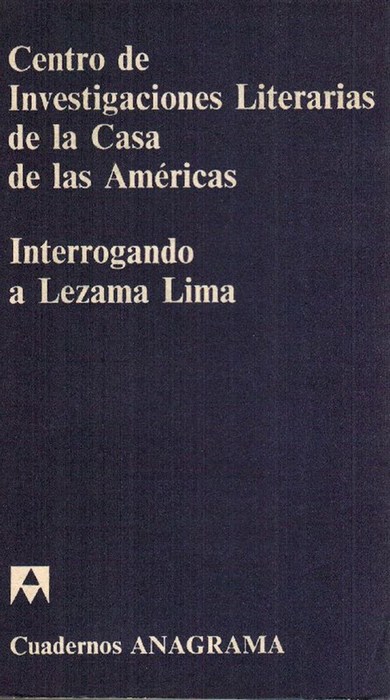 Centro de
Investigaciones Literarias
de la Casa
de las Américas
Interrogando
a Lezama Lima
Cuadernos ANAGRAMA